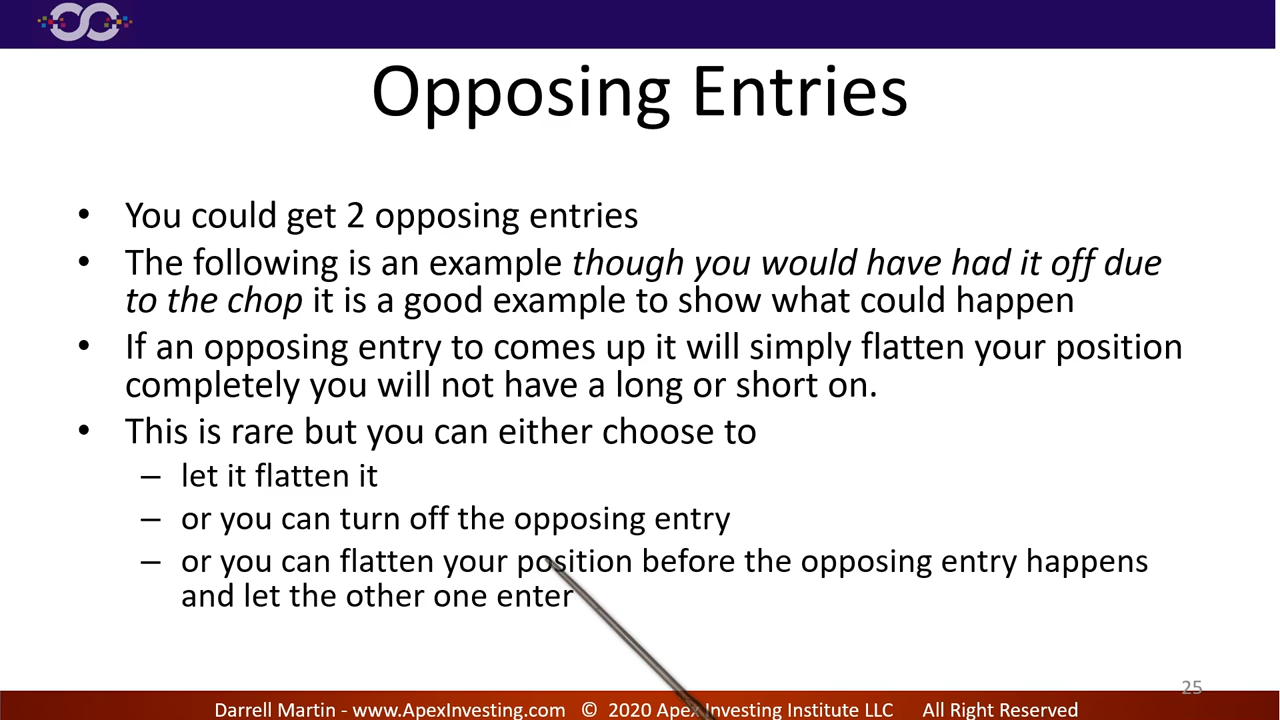 Opposing Entries
• You could get 2 opposing entries
• The following is an example though you would have had it off due
to the chop it is a good example to show what could happen
• If an opposing entry to comes up it will simply flatten your position
completely you will not have a long or short on.
• This is rare but you can either choose to
– let it flatten it
– or you can turn off the opposing entry
– or you can flatten your position before the opposing entry happens
and let the other one enter
25
Darrell Martin - www.ApexInvesting.com © 2020 Apex Investing Institute LLC All Right Reserved